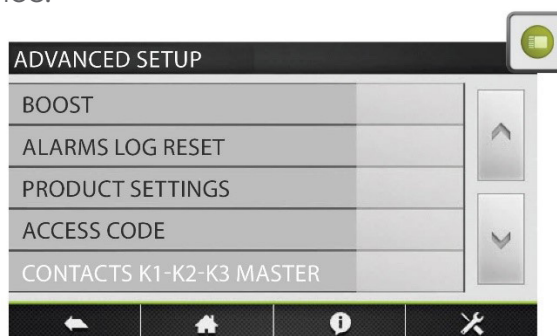 ADVANCED SETUP
BOOST
ALARMS LOG RESET
PRODUCT SETTINGS
ACCESS CODE
CONTACTS K1-K2-K3 MASTER